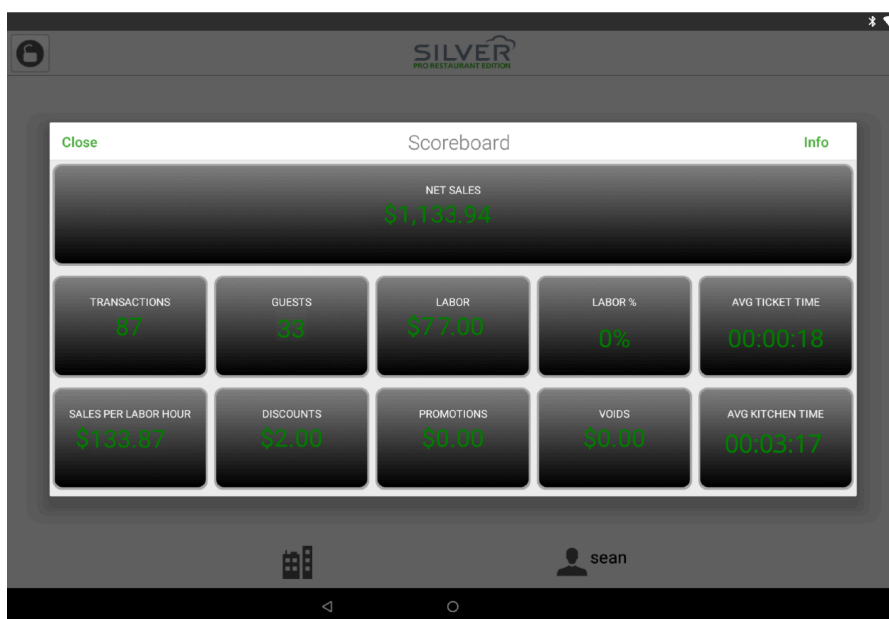 SILVER
PRO RESTAURANT EDITION
Close
Scoreboard
Info
NET SALES
$1,133.94
TRANSACTIONS
87
GUESTS
33
LABOR
$77.00
LABOR %
0%
AVG TICKET TIME
00:00:18
SALES PER LABOR HOUR
$133.87
DISCOUNTS
$2.00
PROMOTIONS
$0.00
VOIDS
$0.00
AVG KITCHEN TIME
00:03:17
sean